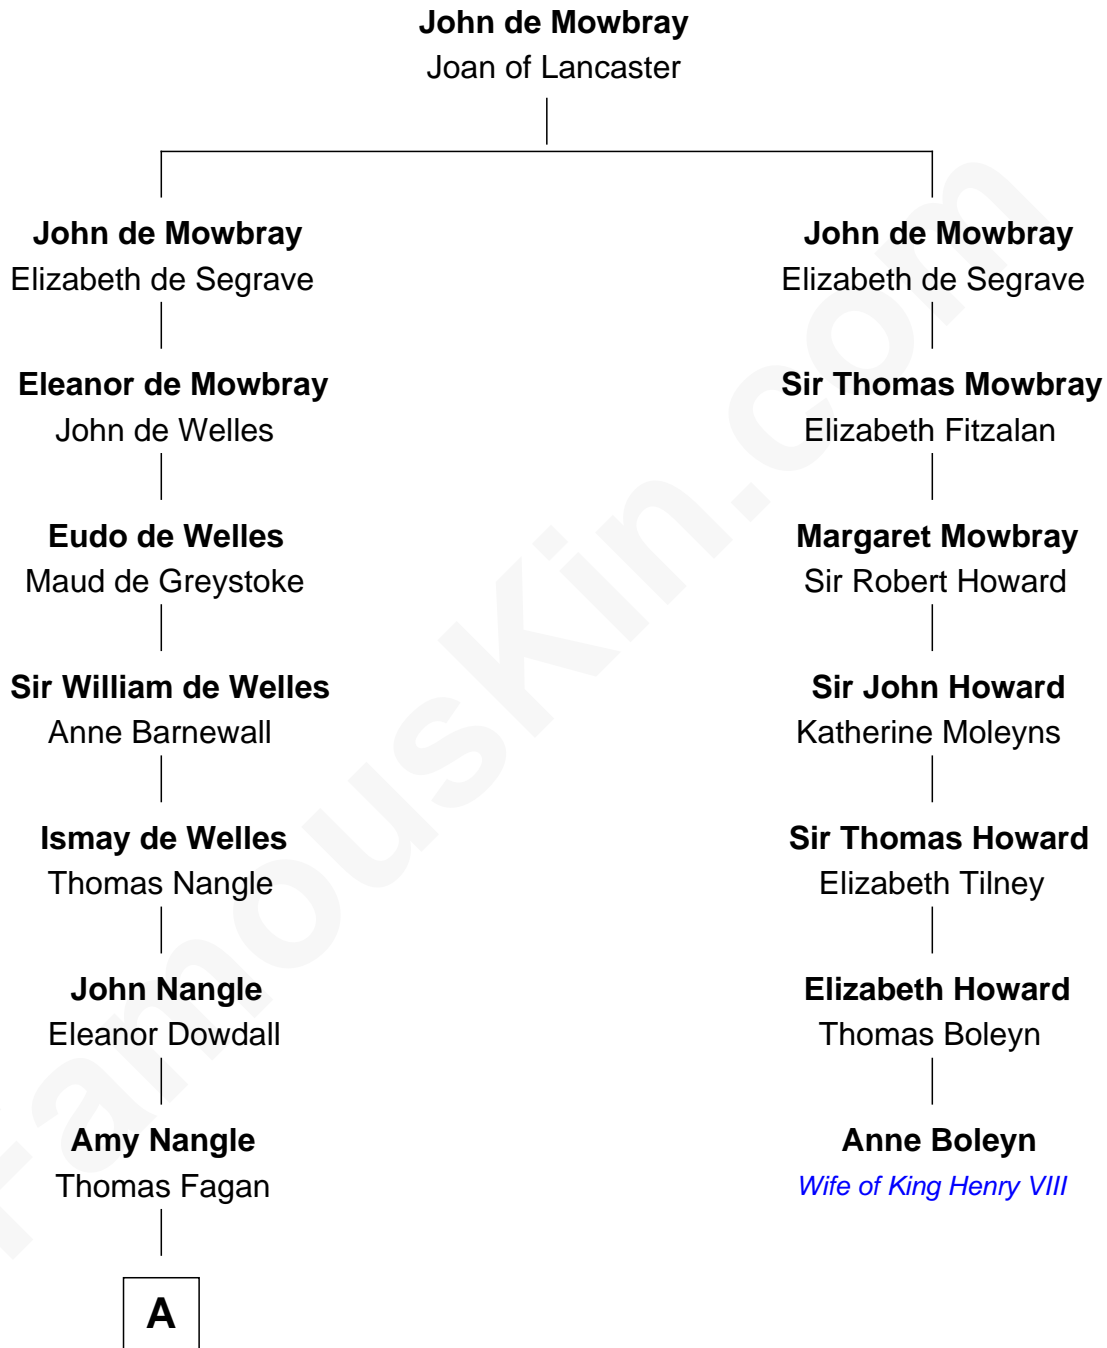 John de Mowbray
Joan of Lancaster
John de Mowbray
Elizabeth de Segrave
Eleanor de Mowbray
John de Welles
Eudo de Welles
Maud de Greystoke
Sir William de Welles
Anne Barnewall
Ismay de Welles
Thomas Nangle
John Nangle
Eleanor Dowdall
Amy Nangle
Thomas Fagan
A
John de Mowbray
Elizabeth de Segrave
Sir Thomas Mowbray
Elizabeth Fitzalan
Margaret Mowbray
Sir Robert Howard
Sir John Howard
Katherine Moleyns
Sir Thomas Howard
Elizabeth Tilney
Elizabeth Howard
Thomas Boleyn
Anne Boleyn
Wife of King Henry VIII
FamousKin.com